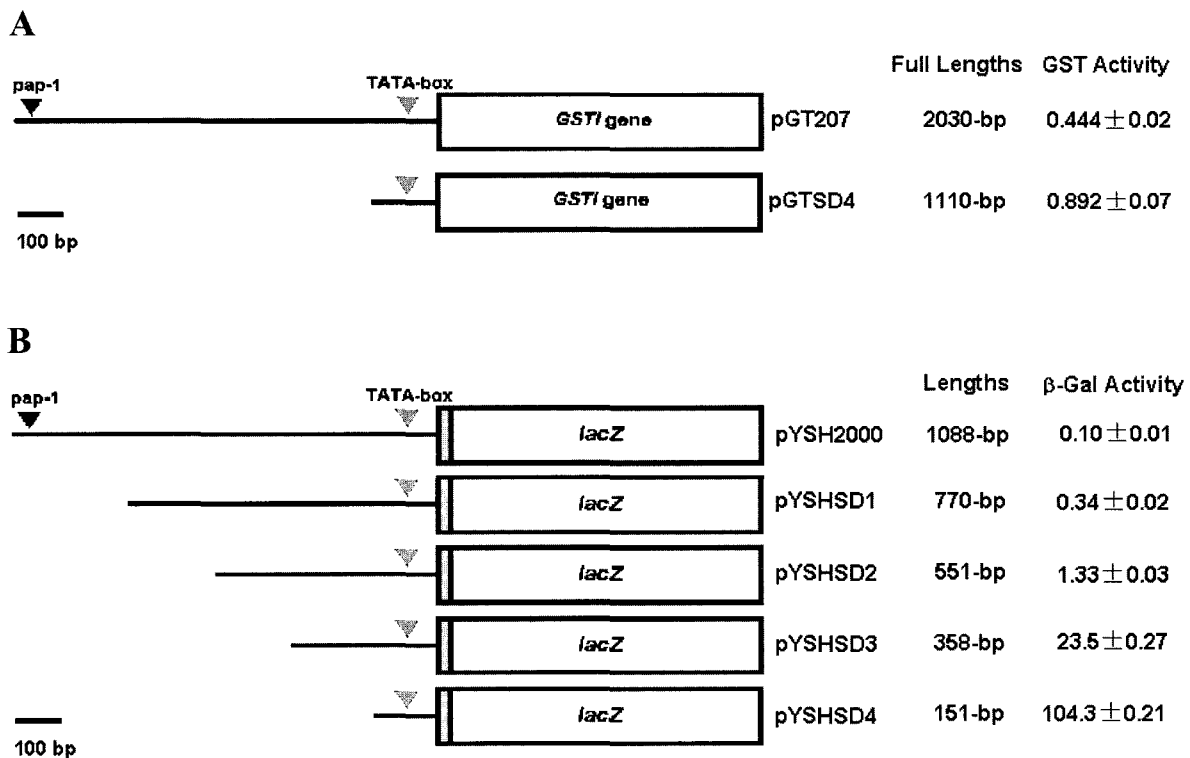 A
Full Lengths GST Activity
pap-1 TATA-box
GSTI gene pGT207 2030-bp 0.444±0.02
GSTI gene pGTSD4 1110-bp 0.892±0.07
100 bp
B
Lengths β-Gal Activity
pap-1 TATA-box
lacZ pYSH2000 1088-bp 0.10±0.01
lacZ pYSHSD1 770-bp 0.34±0.02
lacZ pYSHSD2 551-bp 1.33±0.03
lacZ pYSHSD3 358-bp 23.5±0.27
lacZ pYSHSD4 151-bp 104.3±0.21
100 bp